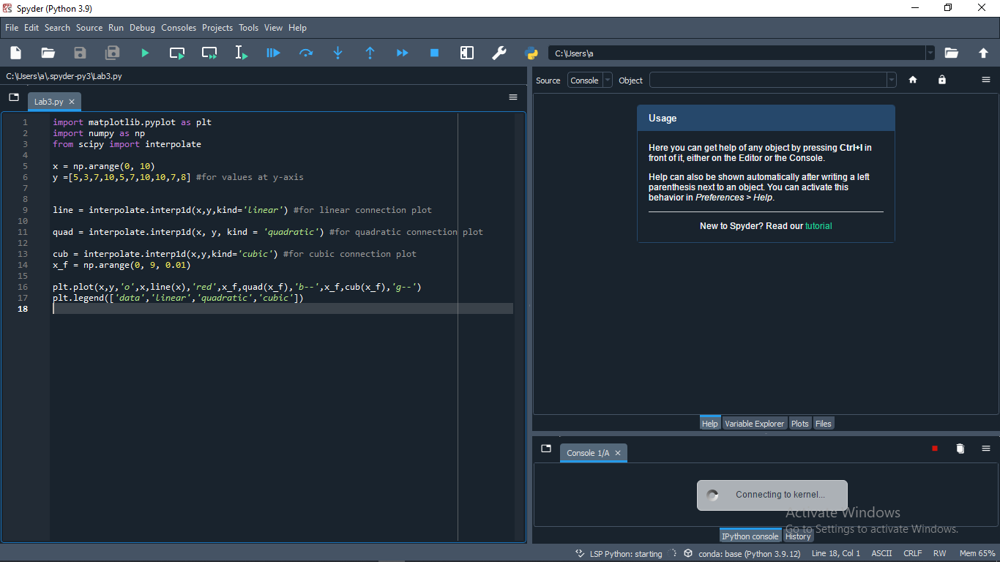 Spyder (Python 3.9)
File Edit Search Source Run Debug Consoles Projects Tools View Help
C:\Users\a
C:\Users\a\.spyder-py3\Lab3.py
Source Console Object
Lab3.py
1 import matplotlib.pyplot as plt
2 import numpy as np
3 from scipy import interpolate
4
5 x = np.arange(0, 10)
6 y =[5,3,7,10,5,7,10,10,7,8] #for values at y-axis
7
8
9 line = interpolate.interp1d(x,y,kind='linear') #for linear connection plot
10
11 quad = interpolate.interp1d(x, y, kind = 'quadratic') #for quadratic connection plot
12
13 cub = interpolate.interp1d(x,y,kind='cubic') #for cubic connection plot
14 x_f = np.arange(0, 9, 0.01)
15
16 plt.plot(x,y,'o',x,line(x),'red',x_f,quad(x_f),'b--',x_f,cub(x_f),'g--')
17 plt.legend(['data','linear','quadratic','cubic'])
18
Usage
Here you can get help of any object by pressing Ctrl+I in
front of it, either on the Editor or the Console.
Help can also be shown automatically after writing a left
parenthesis next to an object. You can activate this
behavior in Preferences > Help.
New to Spyder? Read our tutorial
Help Variable Explorer Plots Files
Console 1/A
Connecting to kernel...
Activate Windows
Go to Settings to activate Windows.
IPython console History
LSP Python: starting conda: base (Python 3.9.12) Line 18, Col 1 ASCII CRLF RW Mem 65%